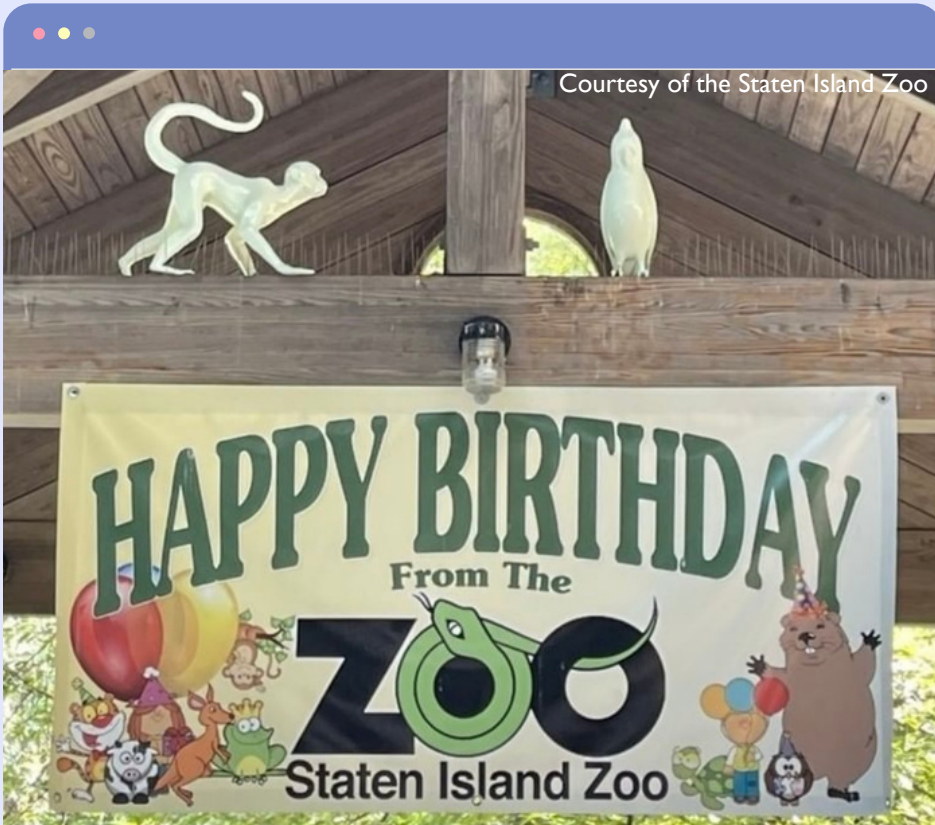 Courtesy of the Staten Island Zoo
HAPPY BIRTHDAY
From The
ZOO
Staten Island Zoo